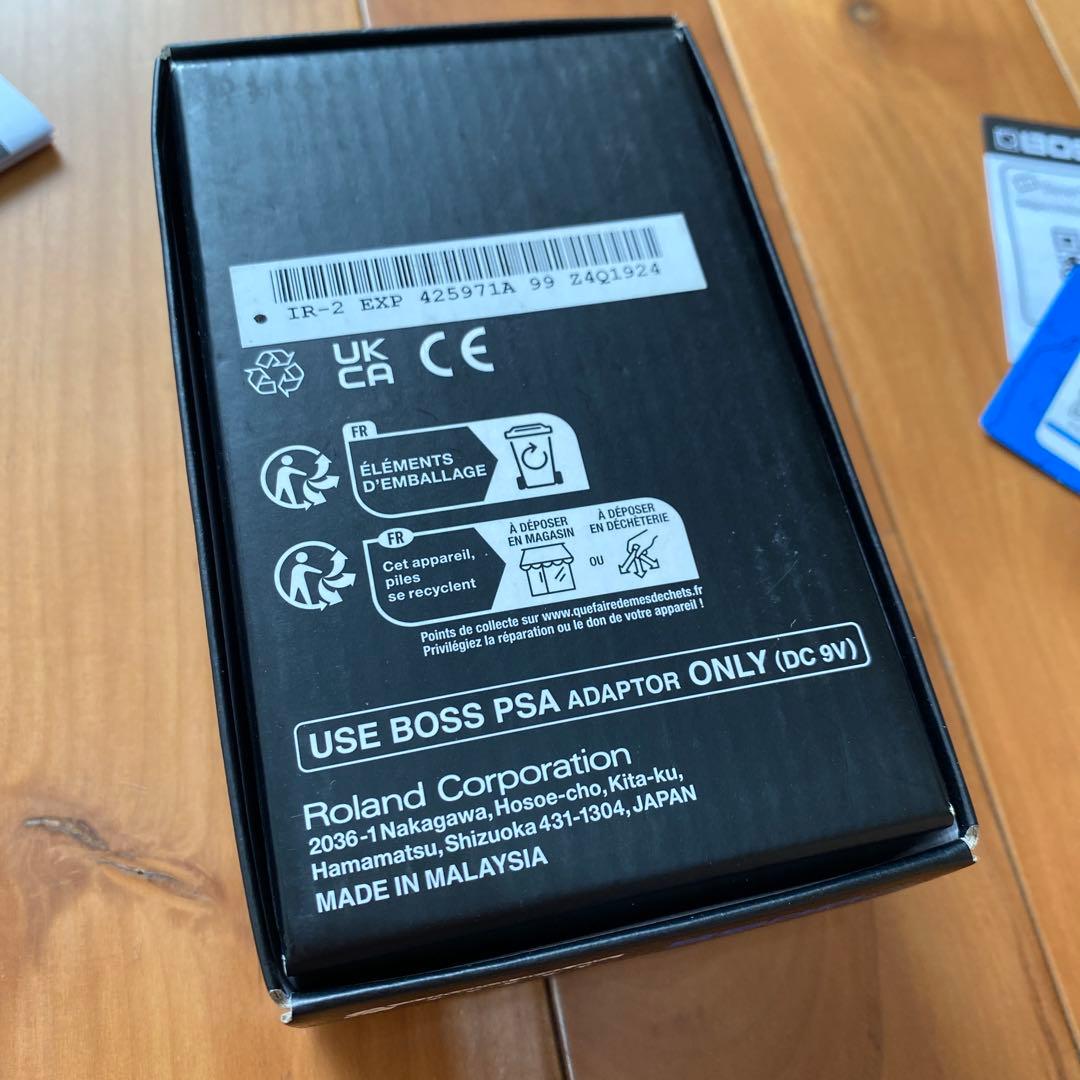 IR-2 EXP 425971A 99 Z4Q1924
UK
CA
CE
FR
ÉLÉMENTS
D'EMBALLAGE
FR
Cet appareil,
piles
se recyclent
À DÉPOSER
EN MAGASIN
OU
À DÉPOSER
EN DÉCHÈTERIE
Points de collecte sur www.quefairedemesdechets.fr
Privilégiez la réparation ou le don de votre appareil !
USE BOSS PSA ADAPTOR ONLY (DC 9V)
Roland Corporation
2036-1 Nakagawa, Hosoe-cho, Kita-ku,
Hamamatsu, Shizuoka 431-1304, JAPAN
MADE IN MALAYSIA